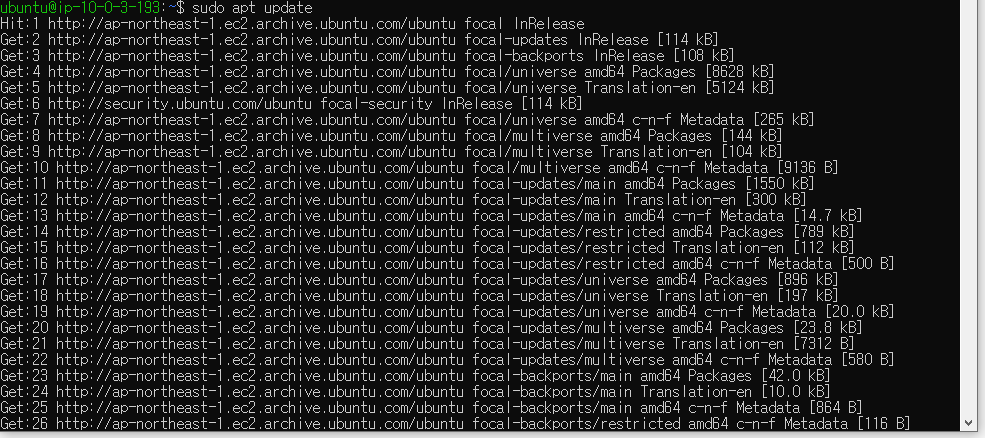 ubuntu@ip-10-0-3-193:~$ sudo apt update
Hit:1 http://ap-northeast-1.ec2.archive.ubuntu.com/ubuntu focal InRelease
Get:2 http://ap-northeast-1.ec2.archive.ubuntu.com/ubuntu focal-updates InRelease [114 kB]
Get:3 http://ap-northeast-1.ec2.archive.ubuntu.com/ubuntu focal-backports InRelease [108 kB]
Get:4 http://ap-northeast-1.ec2.archive.ubuntu.com/ubuntu focal/universe amd64 Packages [8628 kB]
Get:5 http://ap-northeast-1.ec2.archive.ubuntu.com/ubuntu focal/universe Translation-en [5124 kB]
Get:6 http://security.ubuntu.com/ubuntu focal-security InRelease [114 kB]
Get:7 http://ap-northeast-1.ec2.archive.ubuntu.com/ubuntu focal/universe amd64 c-n-f Metadata [265 kB]
Get:8 http://ap-northeast-1.ec2.archive.ubuntu.com/ubuntu focal/multiverse amd64 Packages [144 kB]
Get:9 http://ap-northeast-1.ec2.archive.ubuntu.com/ubuntu focal/multiverse Translation-en [104 kB]
Get:10 http://ap-northeast-1.ec2.archive.ubuntu.com/ubuntu focal/multiverse amd64 c-n-f Metadata [9136 B]
Get:11 http://ap-northeast-1.ec2.archive.ubuntu.com/ubuntu focal-updates/main amd64 Packages [1550 kB]
Get:12 http://ap-northeast-1.ec2.archive.ubuntu.com/ubuntu focal-updates/main Translation-en [300 kB]
Get:13 http://ap-northeast-1.ec2.archive.ubuntu.com/ubuntu focal-updates/main amd64 c-n-f Metadata [14.7 kB]
Get:14 http://ap-northeast-1.ec2.archive.ubuntu.com/ubuntu focal-updates/restricted amd64 Packages [789 kB]
Get:15 http://ap-northeast-1.ec2.archive.ubuntu.com/ubuntu focal-updates/restricted Translation-en [112 kB]
Get:16 http://ap-northeast-1.ec2.archive.ubuntu.com/ubuntu focal-updates/restricted amd64 c-n-f Metadata [500 B]
Get:17 http://ap-northeast-1.ec2.archive.ubuntu.com/ubuntu focal-updates/universe amd64 Packages [896 kB]
Get:18 http://ap-northeast-1.ec2.archive.ubuntu.com/ubuntu focal-updates/universe Translation-en [197 kB]
Get:19 http://ap-northeast-1.ec2.archive.ubuntu.com/ubuntu focal-updates/universe amd64 c-n-f Metadata [20.0 kB]
Get:20 http://ap-northeast-1.ec2.archive.ubuntu.com/ubuntu focal-updates/multiverse amd64 Packages [23.8 kB]
Get:21 http://ap-northeast-1.ec2.archive.ubuntu.com/ubuntu focal-updates/multiverse Translation-en [7312 B]
Get:22 http://ap-northeast-1.ec2.archive.ubuntu.com/ubuntu focal-updates/multiverse amd64 c-n-f Metadata [580 B]
Get:23 http://ap-northeast-1.ec2.archive.ubuntu.com/ubuntu focal-backports/main amd64 Packages [42.0 kB]
Get:24 http://ap-northeast-1.ec2.archive.ubuntu.com/ubuntu focal-backports/main Translation-en [10.0 kB]
Get:25 http://ap-northeast-1.ec2.archive.ubuntu.com/ubuntu focal-backports/main amd64 c-n-f Metadata [864 B]
Get:26 http://ap-northeast-1.ec2.archive.ubuntu.com/ubuntu focal-backports/restricted amd64 c-n-f Metadata [116 B]